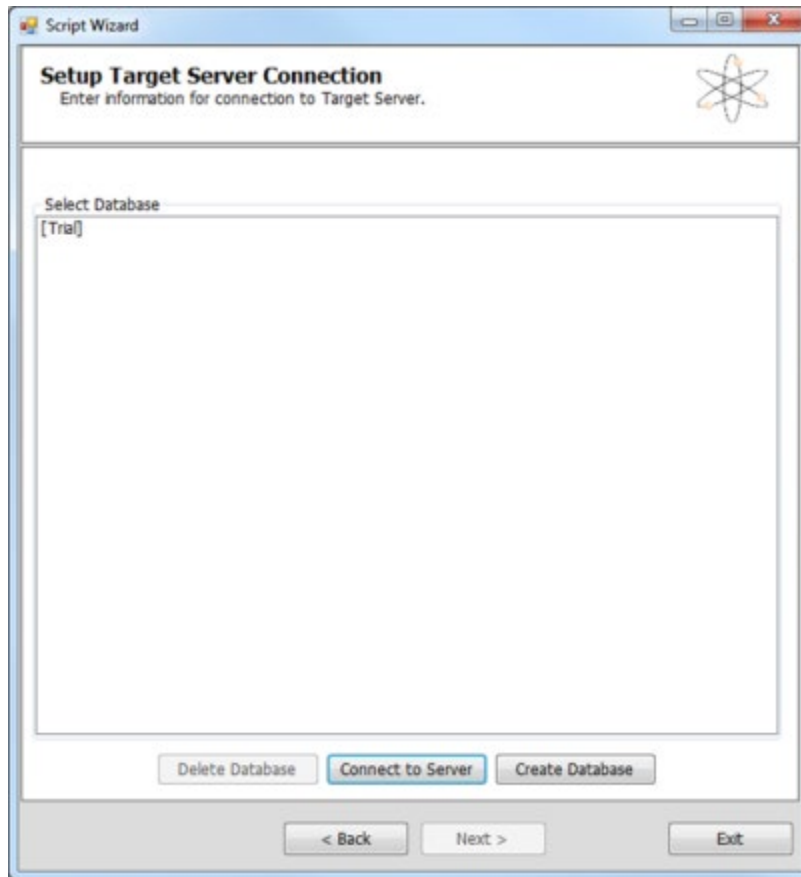 Script Wizard
Setup Target Server Connection
Enter information for connection to Target Server.
Select Database
[Trial]
Delete Database
Connect to Server
Create Database
< Back
Next >
Exit